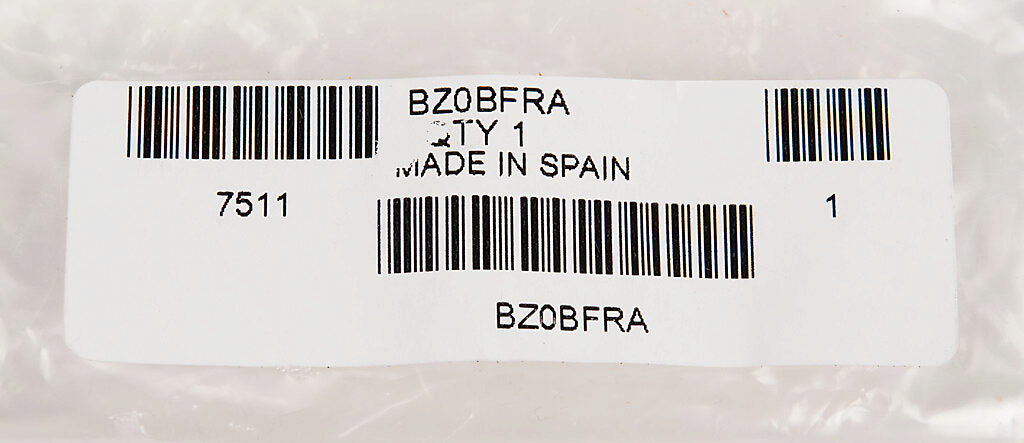 BZ0BFRA
QTY 1
MADE IN SPAIN
7511
1
BZ0BFRA